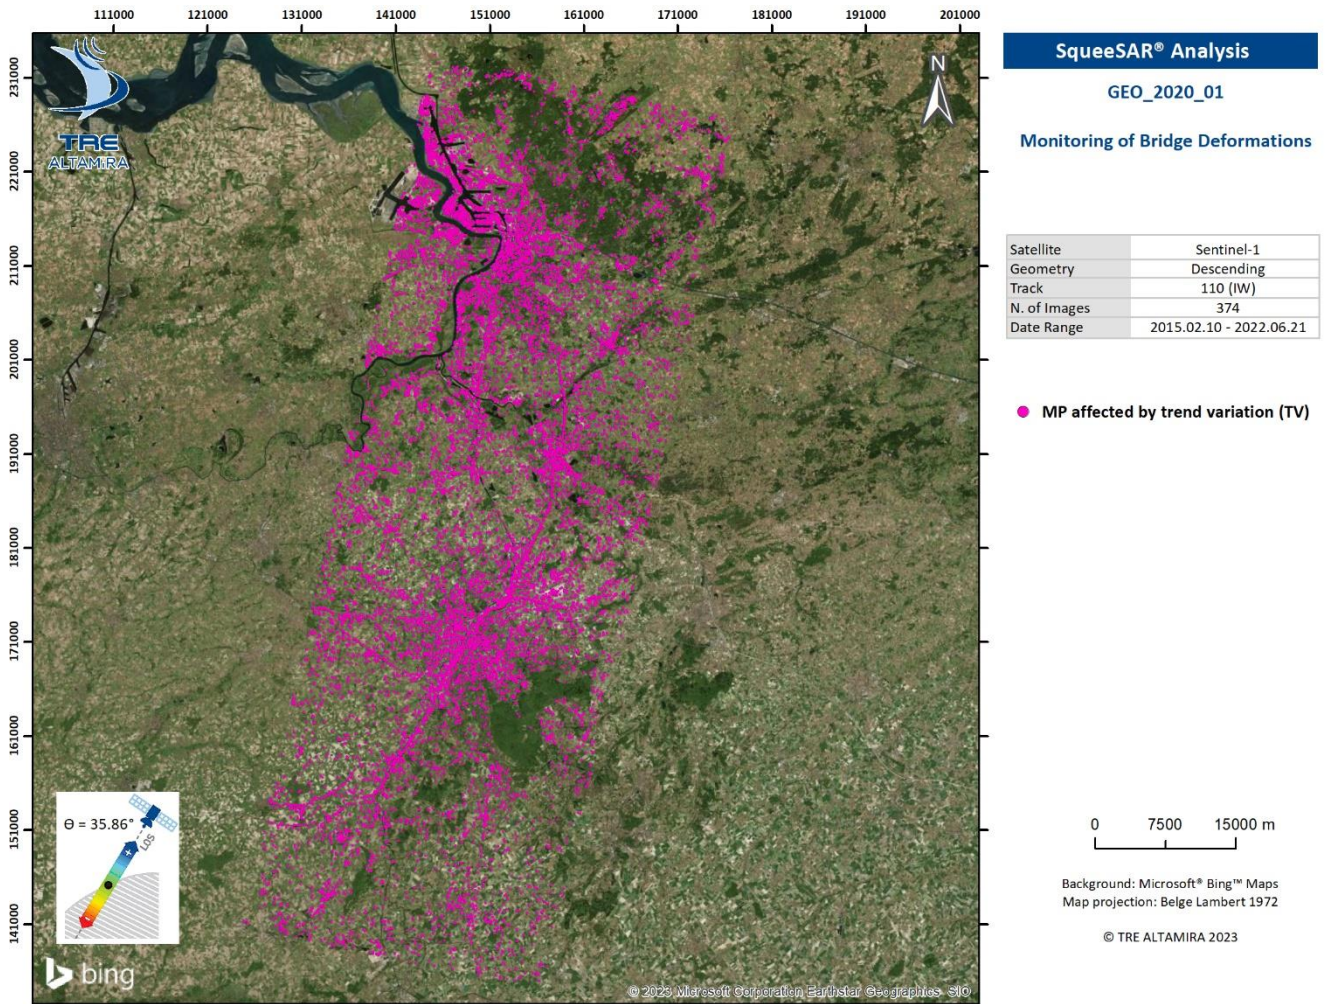 111000 121000 131000 141000 151000 161000 171000 181000 191000 201000
231000
221000
211000
201000
191000
181000
171000
161000
151000
141000
TRE
ALTAMIRA
N
Θ = 35.86°
LOS
+
-
bing
© 2023 Microsoft Corporation Earthstar Geographics SIO
SqueeSAR® Analysis
GEO_2020_01
Monitoring of Bridge Deformations
Satellite Sentinel-1
Geometry Descending
Track 110 (IW)
N. of Images 374
Date Range 2015.02.10 - 2022.06.21
MP affected by trend variation (TV)
0 7500 15000 m
Background: Microsoft® Bing™ Maps
Map projection: Belge Lambert 1972
© TRE ALTAMIRA 2023